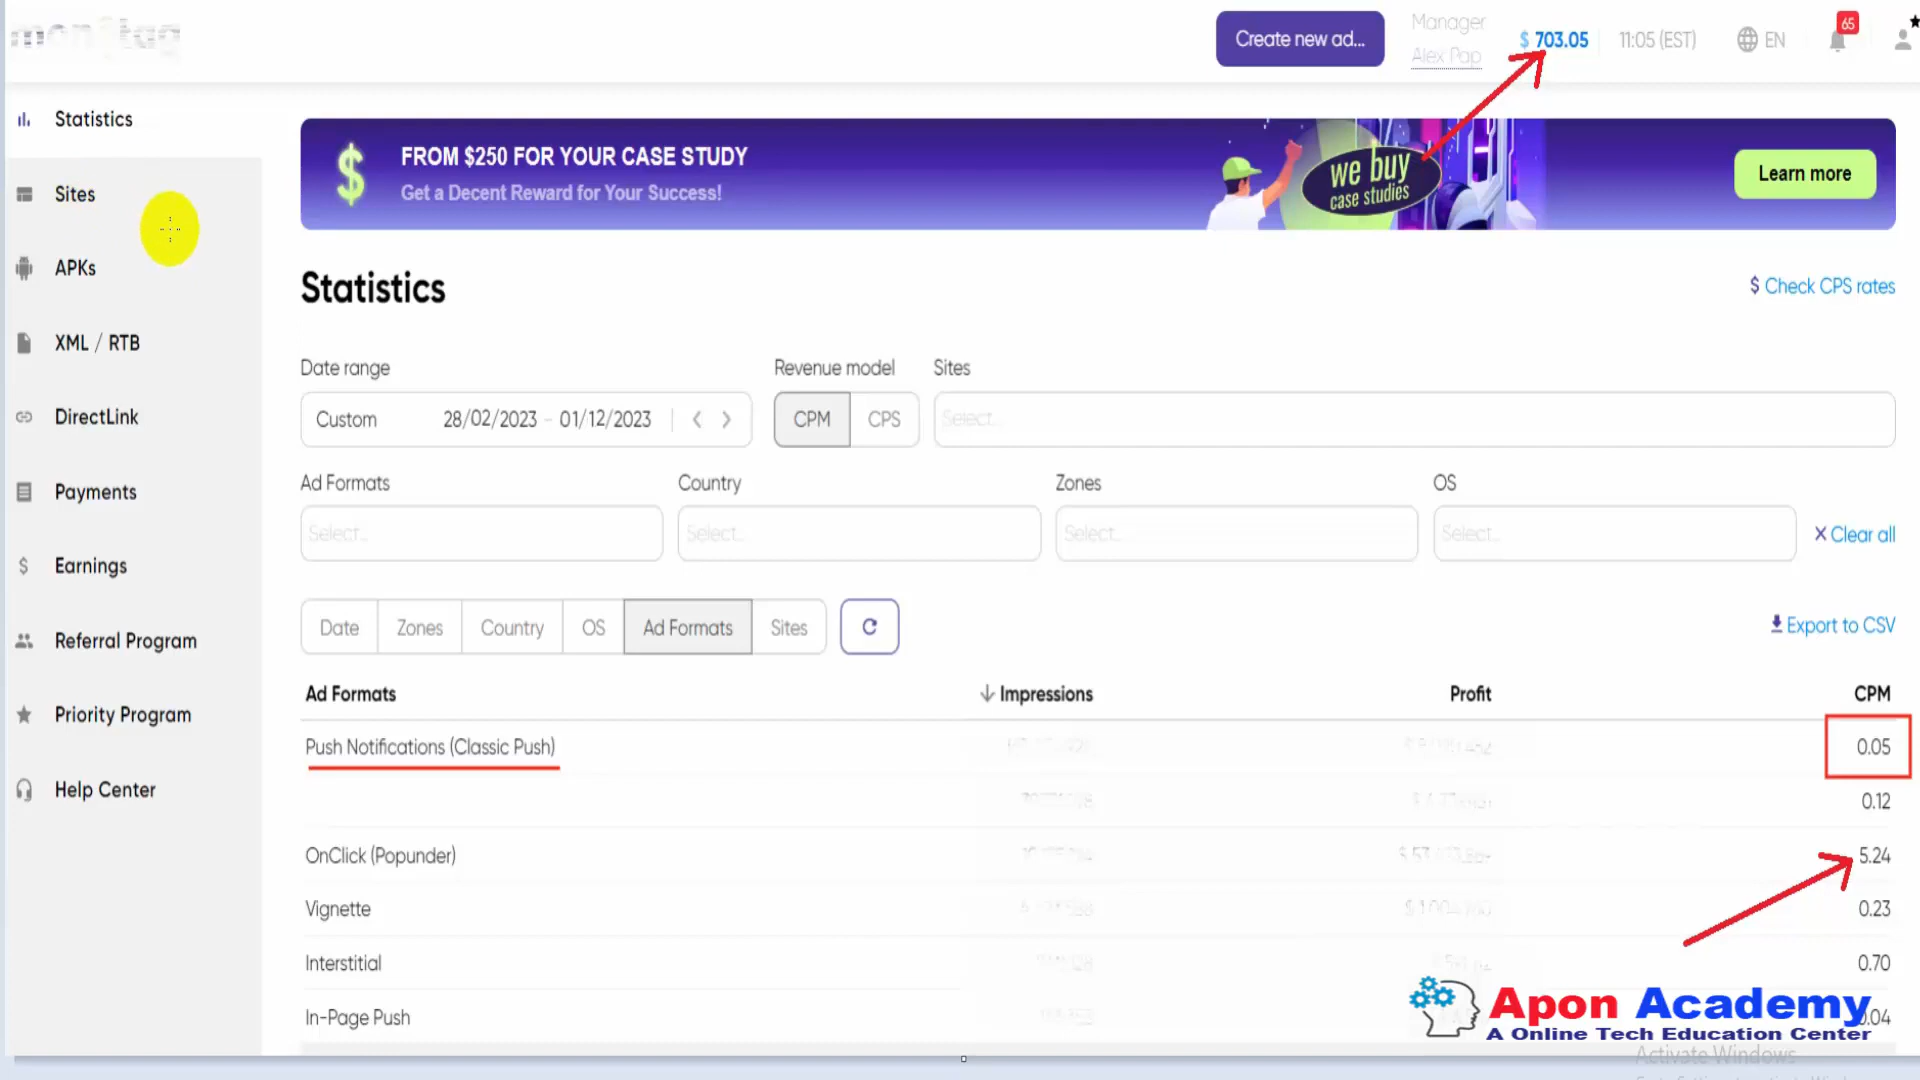 monetag
Create new ad...
Manager
Alex Pap
$ 703.05
11:05 (EST)
EN
65
Statistics
Sites
APKs
XML / RTB
DirectLink
Payments
Earnings
Referral Program
Priority Program
Help Center
FROM $250 FOR YOUR CASE STUDY
Get a Decent Reward for Your Success!
we buy
case studies
Learn more
Statistics
$ Check CPS rates
Date range
Revenue model
Sites
Custom 28/02/2023 - 01/12/2023
CPM CPS
Select...
Ad Formats
Country
Zones
OS
Select...
Select...
Select...
Select...
Clear all
Date Zones Country OS Ad Formats Sites
Export to CSV
Ad Formats Impressions Profit CPM
Push Notifications (Classic Push) 0.05
0.12
OnClick (Popunder) 5.24
Vignette 0.23
Interstitial 0.70
In-Page Push 0.04
Apon Academy
A Online Tech Education Center
Activate Windows